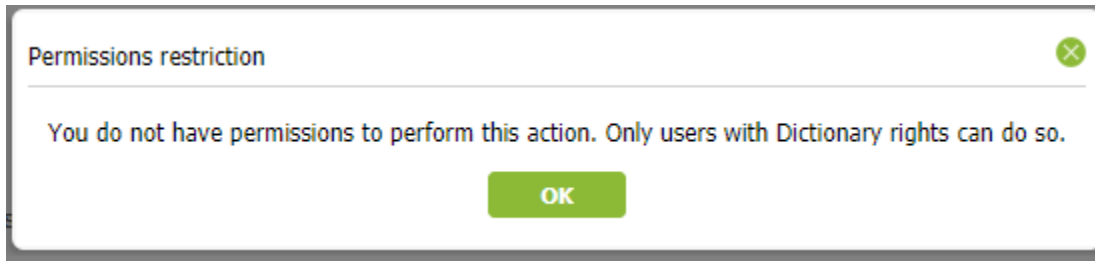 Permissions restriction
You do not have permissions to perform this action. Only users with Dictionary rights can do so.
OK